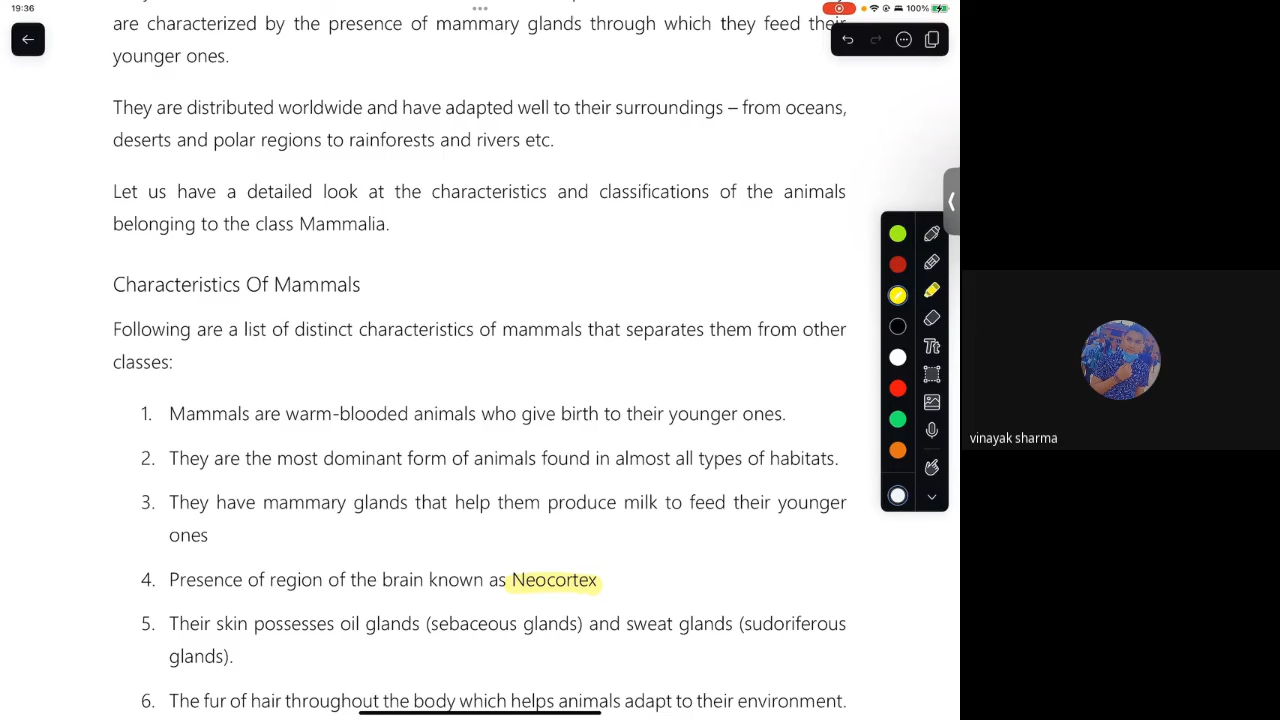 19:36
100%
are characterized by the presence of mammary glands through which they feed their
younger ones.
They are distributed worldwide and have adapted well to their surroundings – from oceans,
deserts and polar regions to rainforests and rivers etc.
Let us have a detailed look at the characteristics and classifications of the animals
belonging to the class Mammalia.
Characteristics Of Mammals
Following are a list of distinct characteristics of mammals that separates them from other
classes:
1. Mammals are warm-blooded animals who give birth to their younger ones.
2. They are the most dominant form of animals found in almost all types of habitats.
3. They have mammary glands that help them produce milk to feed their younger
ones
4. Presence of region of the brain known as Neocortex
5. Their skin possesses oil glands (sebaceous glands) and sweat glands (sudoriferous
glands).
6. The fur of hair throughout the body which helps animals adapt to their environment.
Tt
vinayak sharma